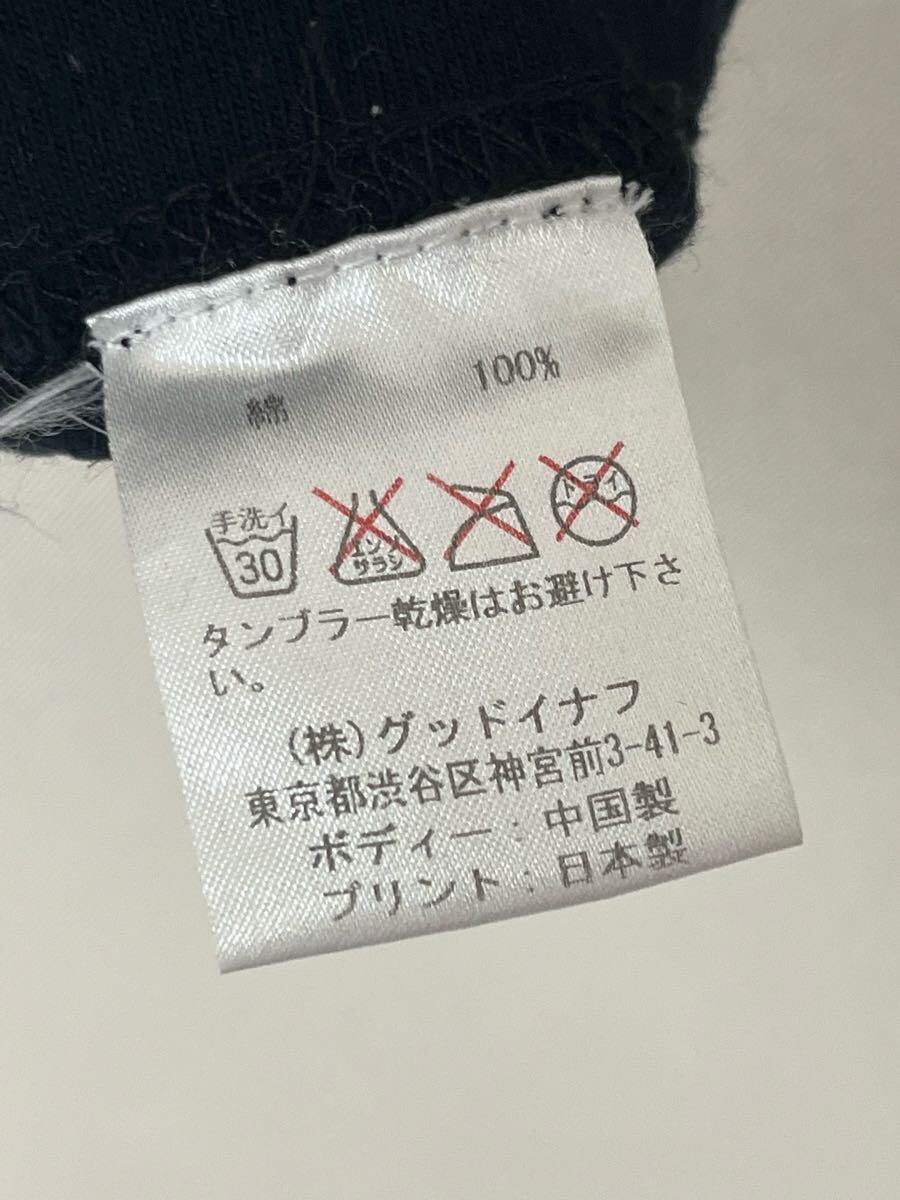 綿 100%
手洗イ
30
エンソ
サラシ
ドライ
タンブラー乾燥はお避け下さ
い。
(株)グッドイナフ
東京都渋谷区神宮前3-41-3
ボディー：中国製
プリント：日本製